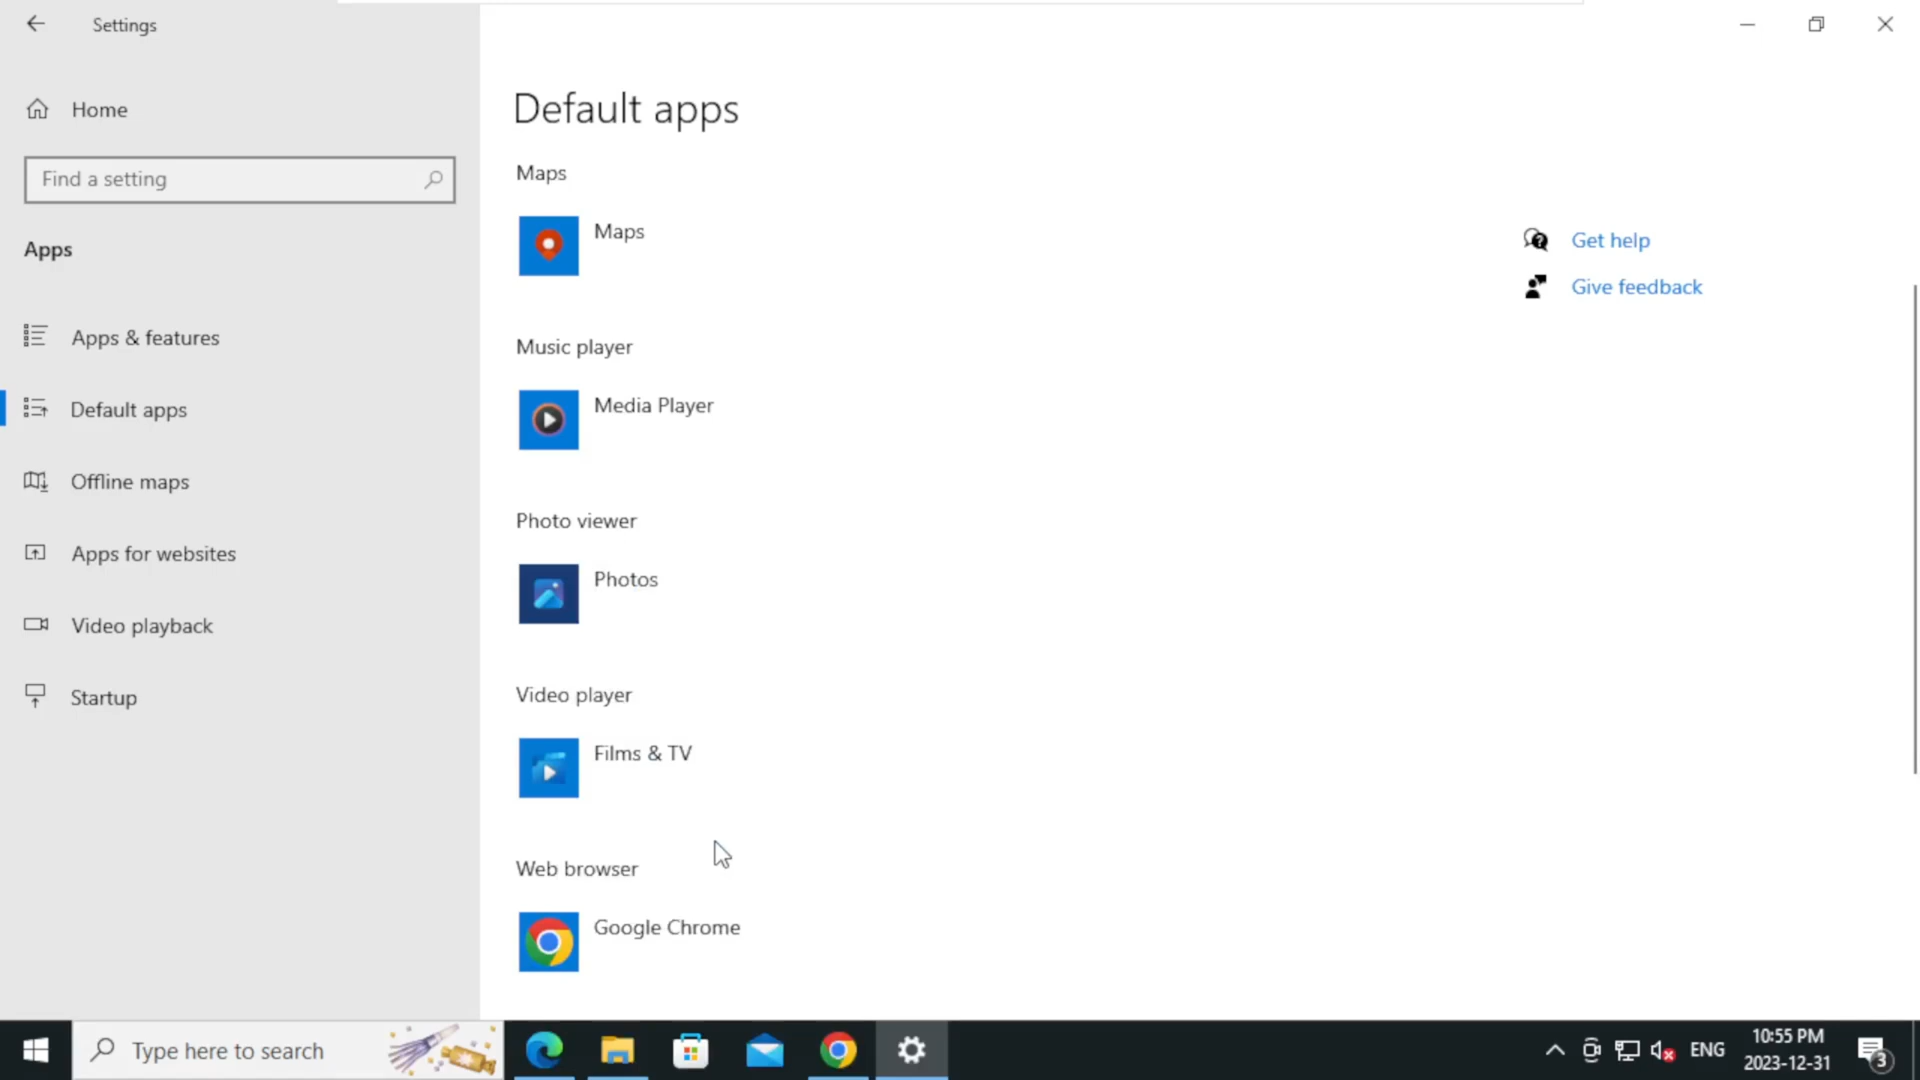 Settings
Home
Find a setting
Apps
Apps & features
Default apps
Offline maps
Apps for websites
Video playback
Startup
Default apps
Maps
Maps
Music player
Media Player
Photo viewer
Photos
Video player
Films & TV
Web browser
Google Chrome
Get help
Give feedback
Type here to search
ENG
10:55 PM
2023-12-31
3